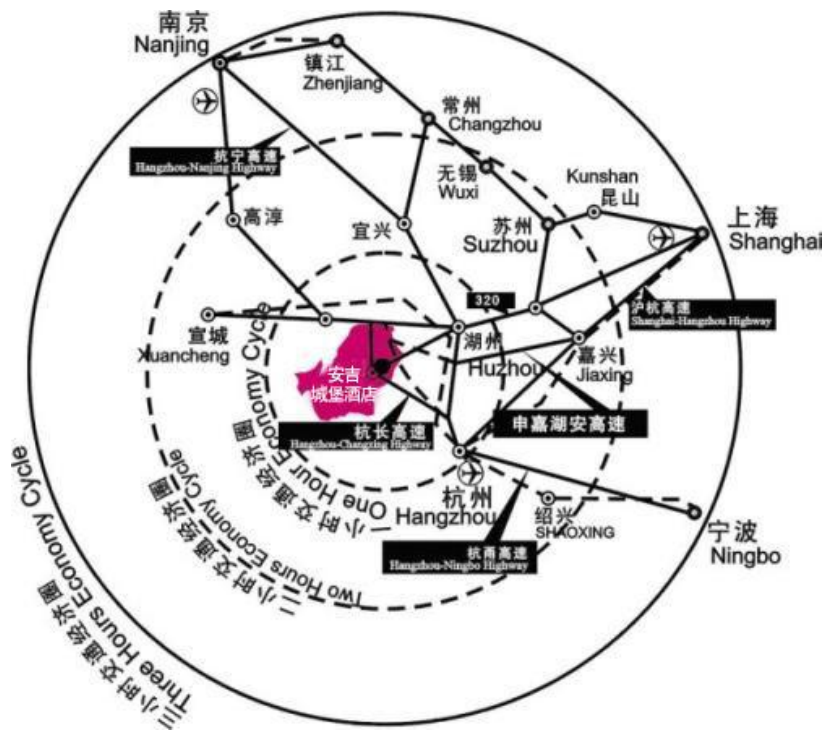 南京
Nanjing
镇江
Zhenjiang
常州
Changzhou
杭宁高速
Hangzhou-Nanjing Highway
无锡
Wuxi
Kunshan
昆山
高淳
宜兴
苏州
Suzhou
上海
Shanghai
320
沪杭高速
Shanghai-Hangzhou Highway
宣城
Xuancheng
湖州
Huzhou
嘉兴
Jiaxing
安吉
城堡酒店
杭长高速
Hangzhou-Changxing Highway
申嘉湖安高速
杭州
Hangzhou
绍兴
SHAOXING
宁波
Ningbo
杭甬高速
Hangzhou-Ningbo Highway
一小时交通经济圈
One Hour Economy Cycle
二小时交通经济圈
Two Hours Economy Cycle
三小时交通经济圈
Three Hours Economy Cycle